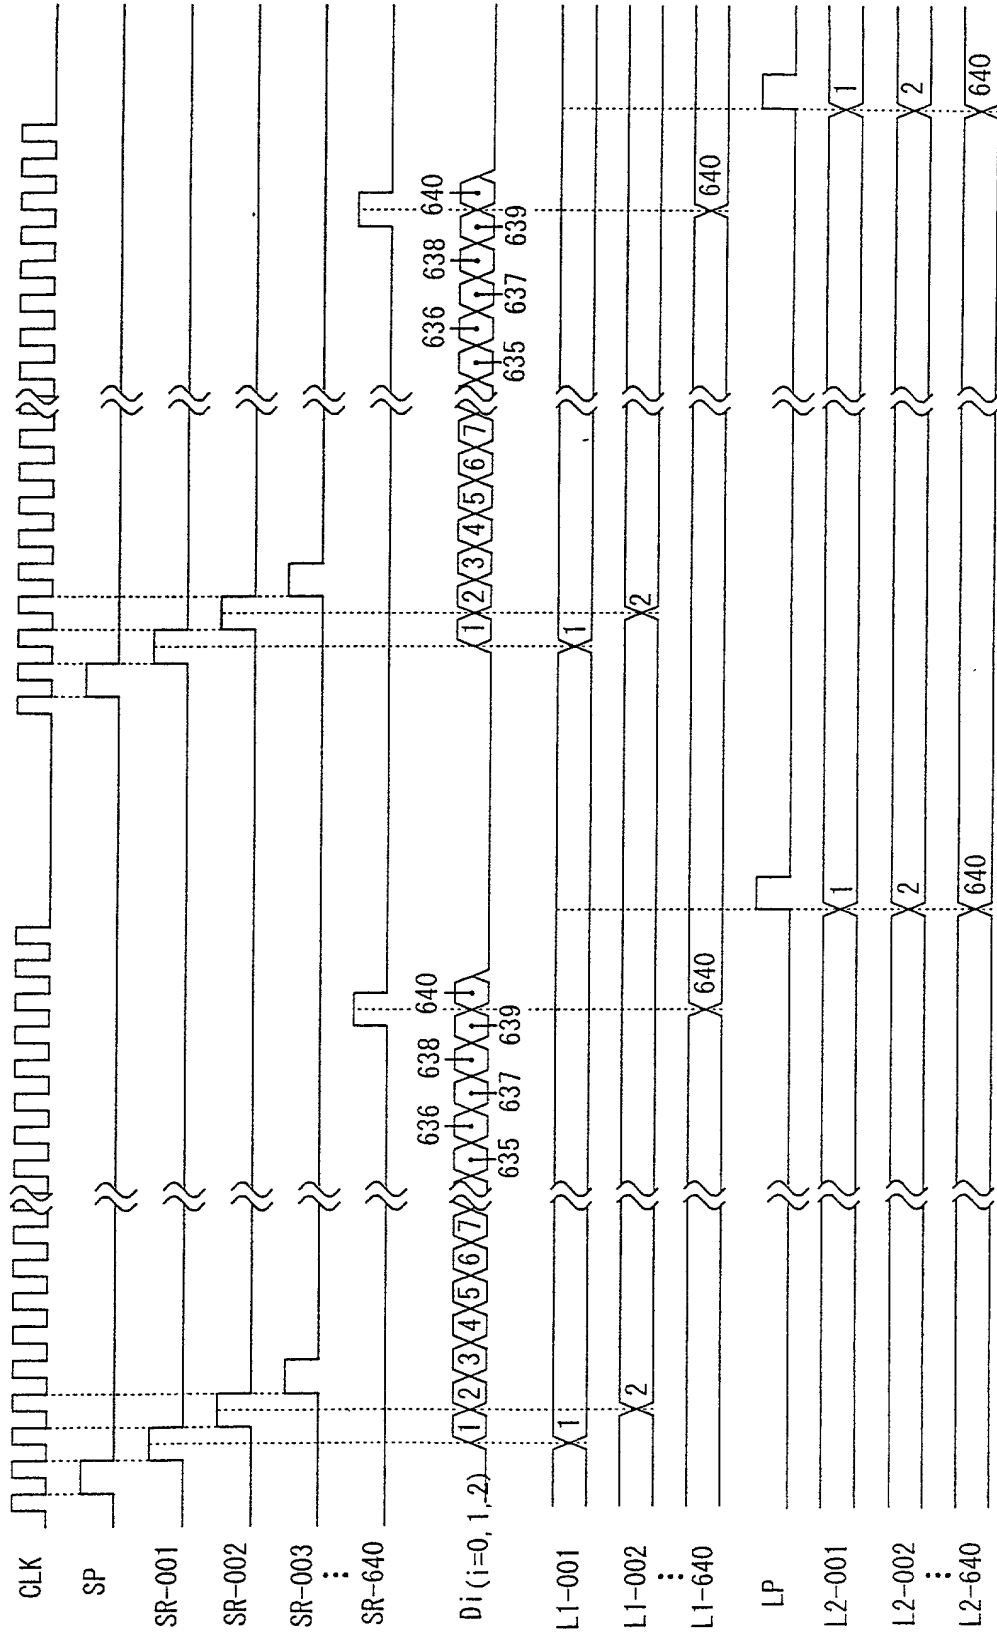 CLK
SP
SR-001
SR-002
SR-003
SR-640
636 638 640 636 638 640
Di(i=0, 1, 2) 1 2 3 4 5 6 7 1 2 3 4 5 6 7
635 637 639 635 637 639
L1-001 1 1
L1-002 2 2
L1-640 640 640
LP
L2-001 1 1
L2-002 2 2
L2-640 640 640